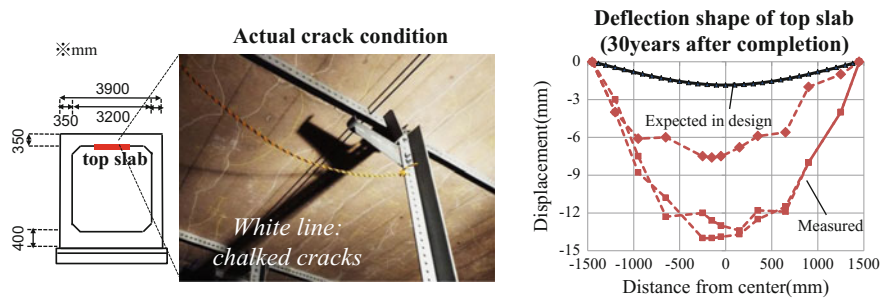 ※mm
3900
350
3200
350
top slab
400
Actual crack condition
White line:
chalked cracks
Deflection shape of top slab
(30years after completion)
Displacement(mm)
0
-3
-6
-9
-12
-15
Expected in design
Measured
-1500 -1000 -500 0 500 1000 1500
Distance from center(mm)